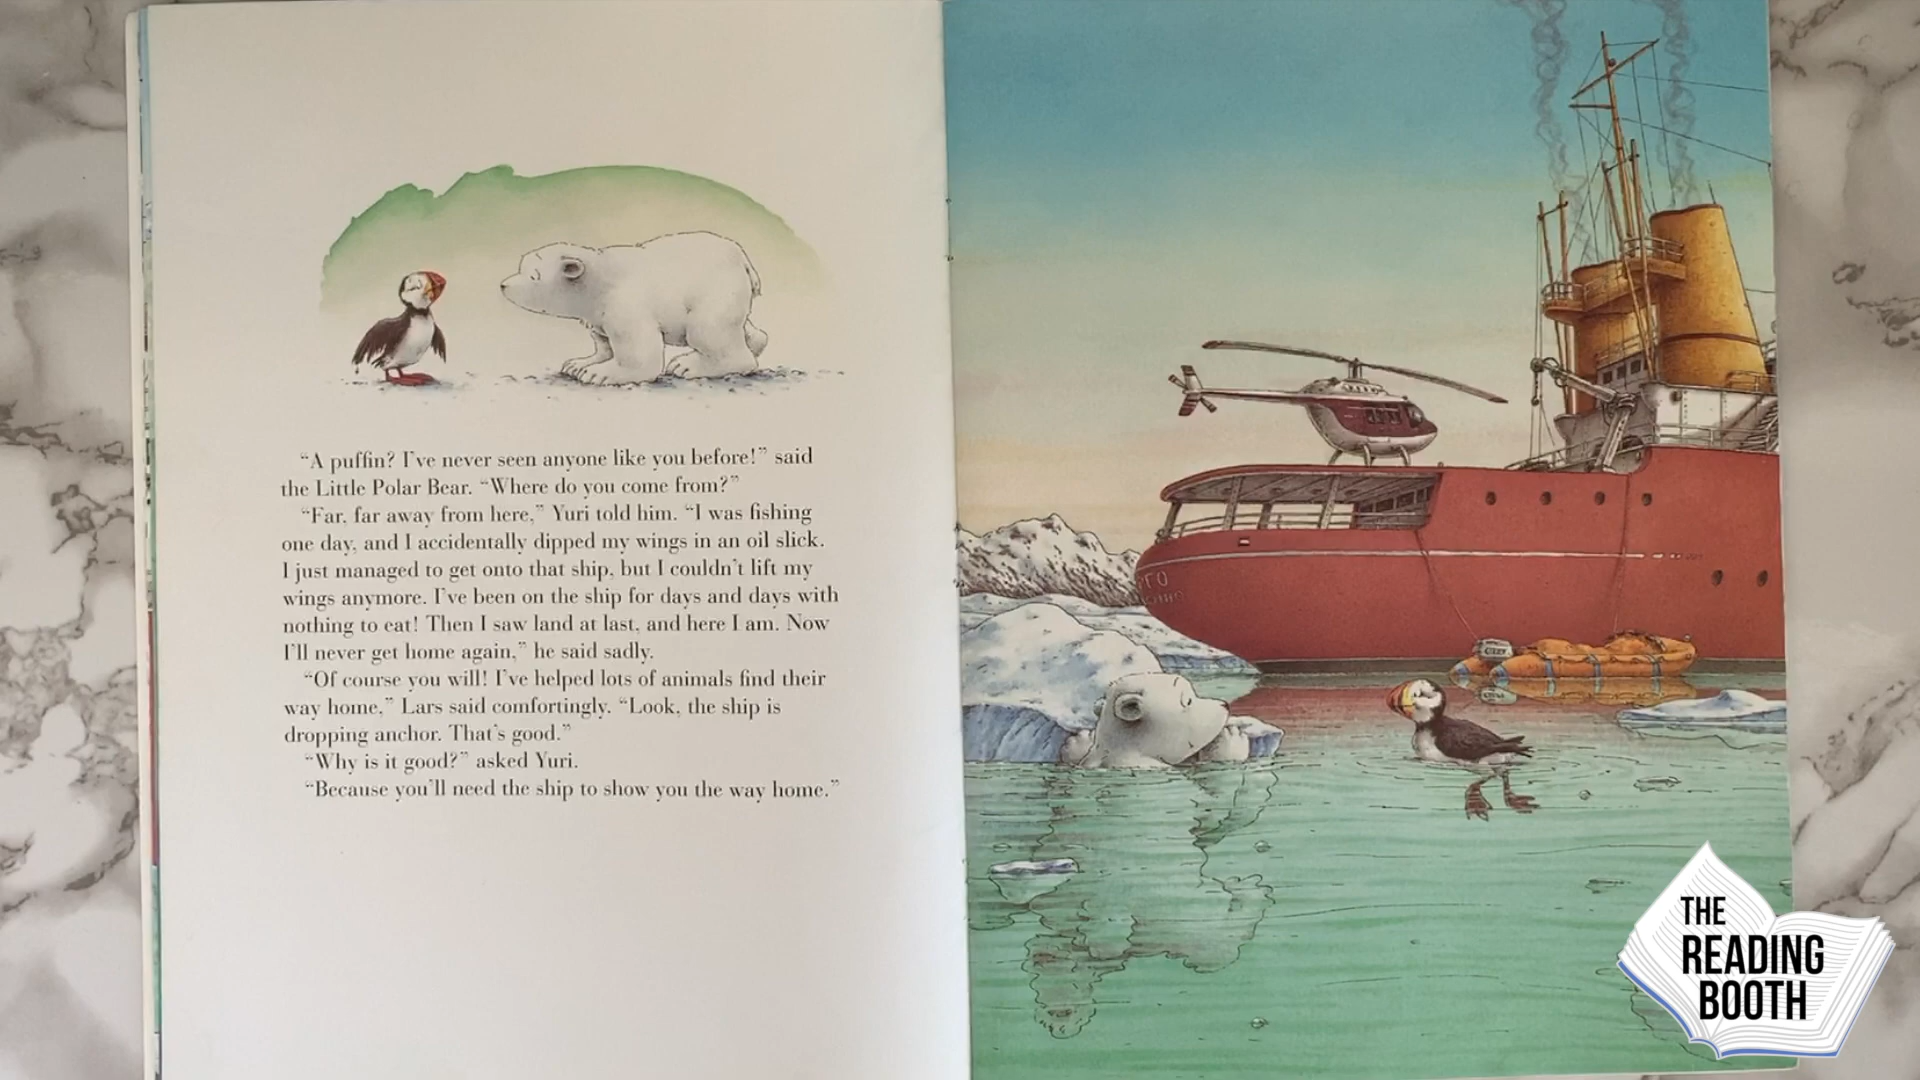 “A puffin? I’ve never seen anyone like you before!” said
the Little Polar Bear. “Where do you come from?”
“Far, far away from here,” Yuri told him. “I was fishing
one day, and I accidentally dipped my wings in an oil slick.
I just managed to get onto that ship, but I couldn’t lift my
wings anymore. I’ve been on the ship for days and days with
nothing to eat! Then I saw land at last, and here I am. Now
I’ll never get home again,” he said sadly.
“Of course you will! I’ve helped lots of animals find their
way home,” Lars said comfortingly. “Look, the ship is
dropping anchor. That’s good.”
“Why is it good?” asked Yuri.
“Because you’ll need the ship to show you the way home.”
THE
READING
BOOTH